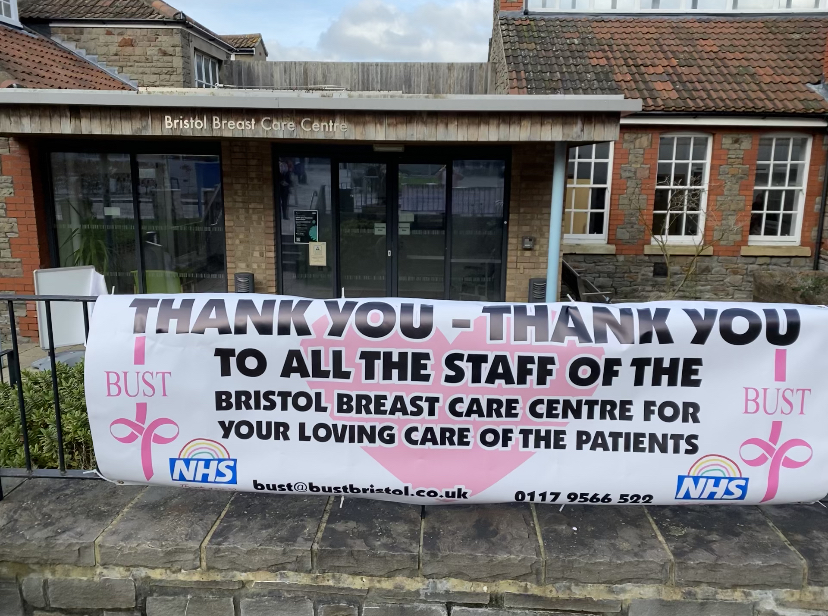 Bristol Breast Care Centre
THANK YOU - THANK YOU
TO ALL THE STAFF OF THE
BRISTOL BREAST CARE CENTRE FOR
YOUR LOVING CARE OF THE PATIENTS
BUST
BUST
NHS
NHS
bust@bustbristol.co.uk 0117 9566 522